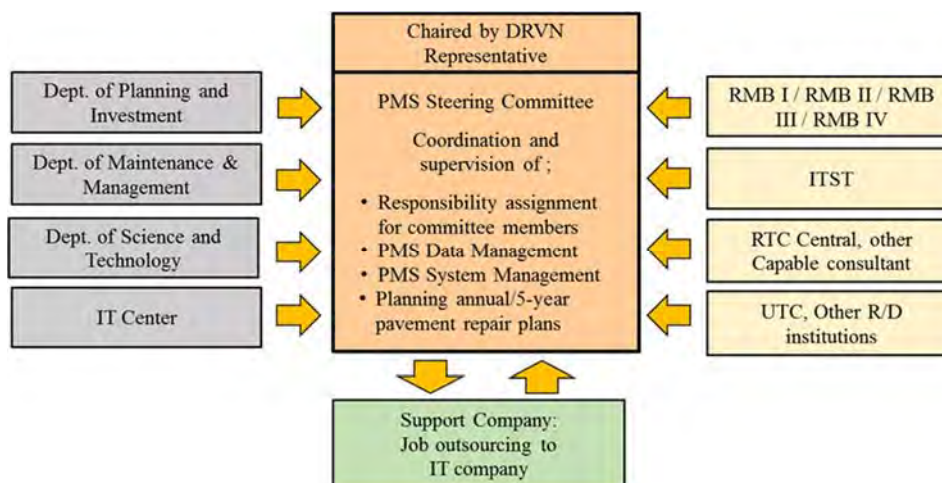 Chaired by DRVN
Representative
Dept. of Planning and
Investment
Dept. of Maintenance &
Management
Dept. of Science and
Technology
IT Center
PMS Steering Committee
Coordination and
supervision of ;
• Responsibility assignment
for committee members
• PMS Data Management
• PMS System Management
• Planning annual/5-year
pavement repair plans
RMB I / RMB II / RMB
III / RMB IV
ITST
RTC Central, other
Capable consultant
UTC, Other R/D
institutions
Support Company:
Job outsourcing to
IT company